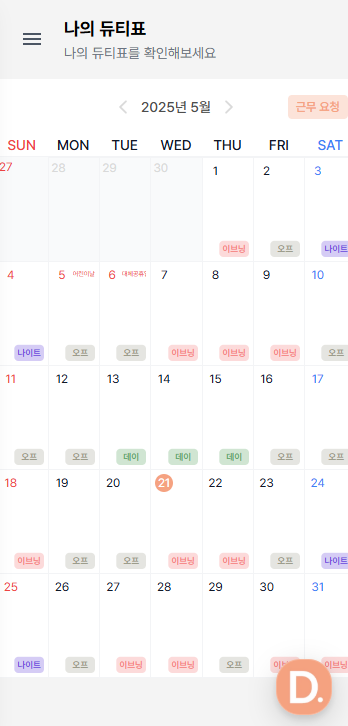 나의 듀티표
나의 듀티표를 확인해보세요
2025년 5월
근무 요청
SUN MON TUE WED THU FRI SAT
27 28 29 30 1 2 3
이브닝 오프 나이트
4 5 어린이날 6 대체공휴일 7 8 9 10
나이트 오프 오프 이브닝 이브닝 이브닝 오프
11 12 13 14 15 16 17
오프 오프 데이 데이 데이 오프 오프
18 19 20 21 22 23 24
이브닝 오프 오프 이브닝 이브닝 오프 나이트
25 26 27 28 29 30 31
나이트 오프 이브닝 이브닝 오프
D.